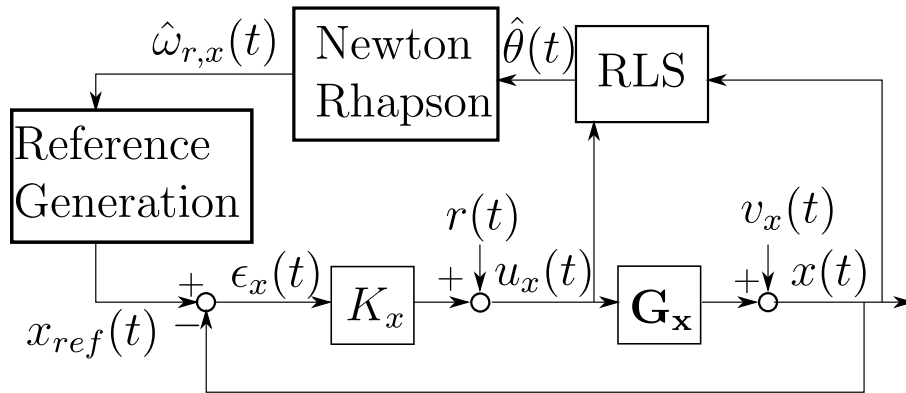 ω̂_{r,x}(t)
Newton
Rhapson
θ̂(t)
RLS
Reference
Generation
r(t)
v_x(t)
+
ϵ_x(t)
K_x
+
u_x(t)
G_x
+
x(t)
x_{ref}(t)
−